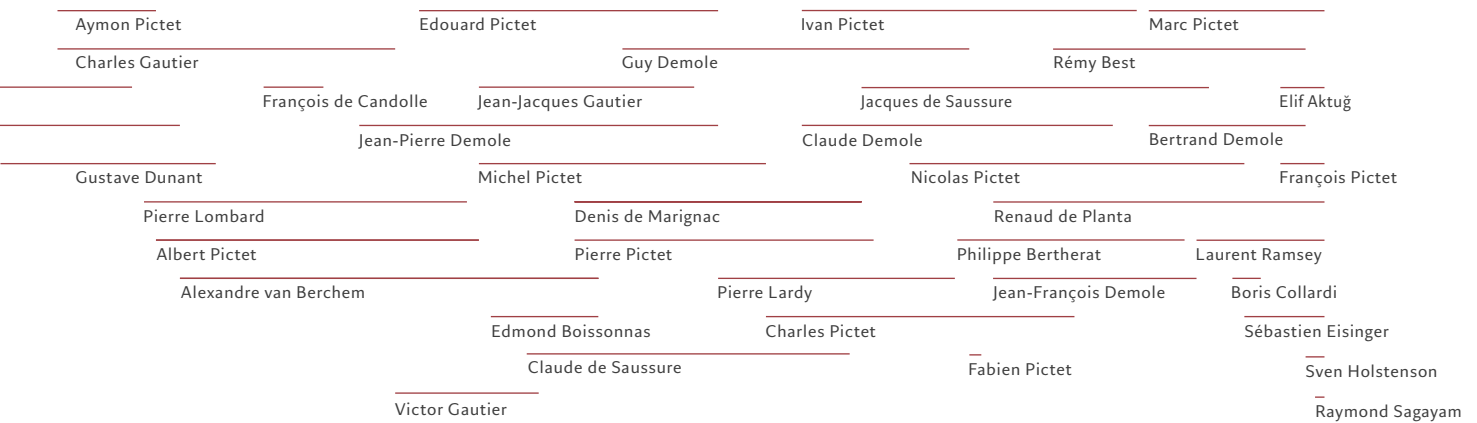 Aymon Pictet Edouard Pictet Ivan Pictet Marc Pictet
Charles Gautier Guy Demole Rémy Best
François de Candolle Jean-Jacques Gautier Jacques de Saussure Elif Aktuğ
Jean-Pierre Demole Claude Demole Bertrand Demole
Gustave Dunant Michel Pictet Nicolas Pictet François Pictet
Pierre Lombard Denis de Marignac Renaud de Planta
Albert Pictet Pierre Pictet Philippe Bertherat Laurent Ramsey
Alexandre van Berchem Pierre Lardy Jean-François Demole Boris Collardi
Edmond Boissonnas Charles Pictet Sébastien Eisinger
Claude de Saussure Fabien Pictet Sven Holstenson
Victor Gautier Raymond Sagayam